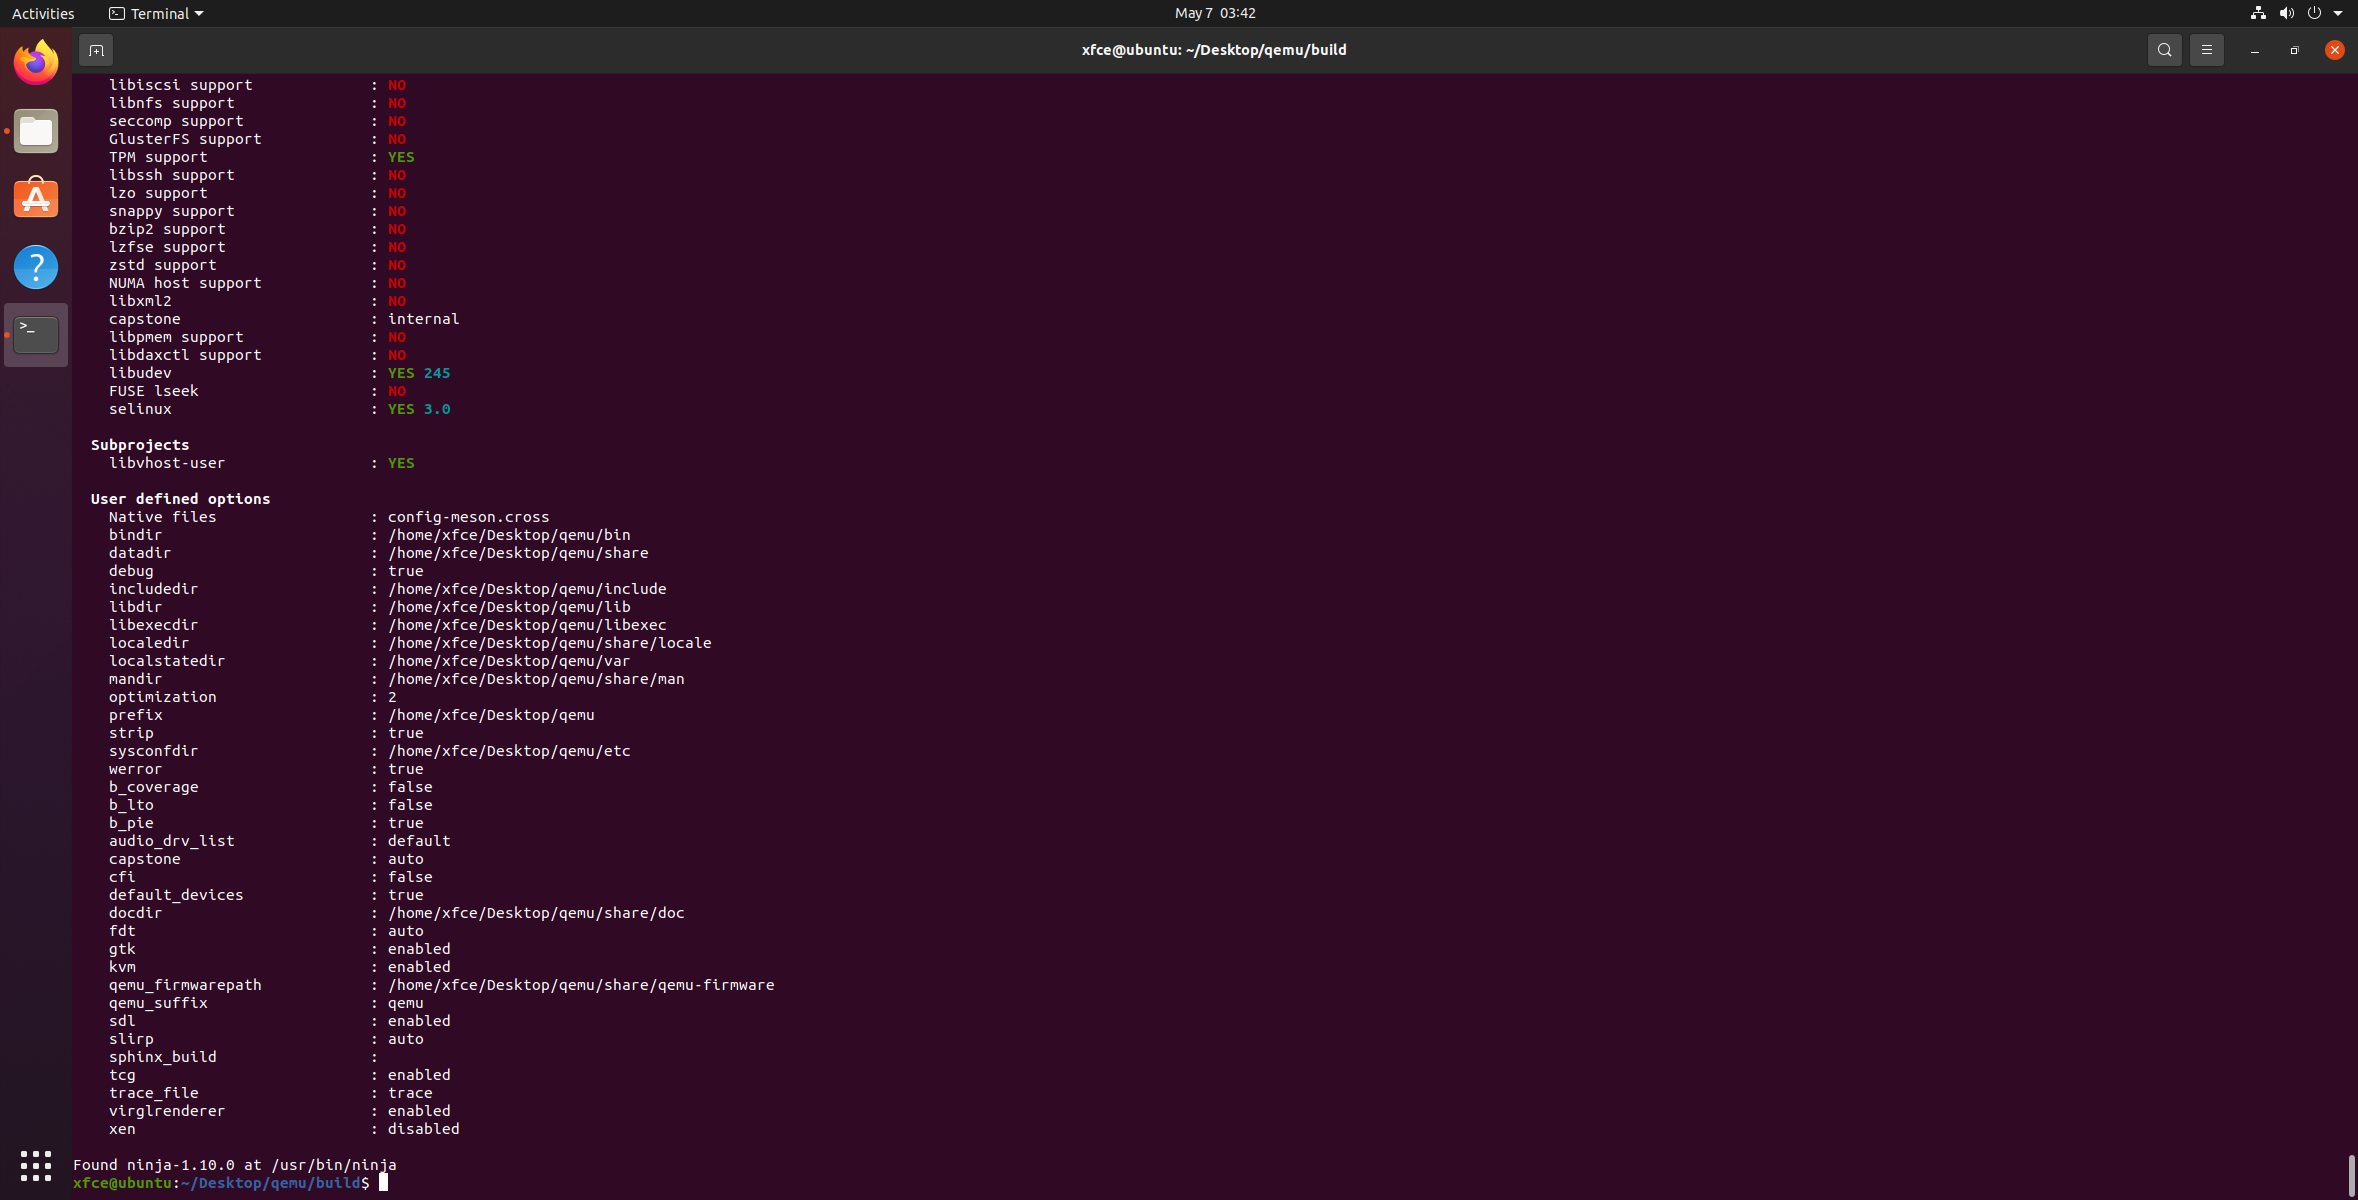 Activities
Terminal
May 7 03:42
xfce@ubuntu: ~/Desktop/qemu/build
libiscsi support : NO
libnfs support : NO
seccomp support : NO
GlusterFS support : NO
TPM support : YES
libssh support : NO
lzo support : NO
snappy support : NO
bzip2 support : NO
lzfse support : NO
zstd support : NO
NUMA host support : NO
libxml2 : NO
capstone : internal
libpmem support : NO
libdaxctl support : NO
libudev : YES 245
FUSE lseek : NO
selinux : YES 3.0
Subprojects
libvhost-user : YES
User defined options
Native files : config-meson.cross
bindir : /home/xfce/Desktop/qemu/bin
datadir : /home/xfce/Desktop/qemu/share
debug : true
includedir : /home/xfce/Desktop/qemu/include
libdir : /home/xfce/Desktop/qemu/lib
libexecdir : /home/xfce/Desktop/qemu/libexec
localedir : /home/xfce/Desktop/qemu/share/locale
localstatedir : /home/xfce/Desktop/qemu/var
mandir : /home/xfce/Desktop/qemu/share/man
optimization : 2
prefix : /home/xfce/Desktop/qemu
strip : true
sysconfdir : /home/xfce/Desktop/qemu/etc
werror : true
b_coverage : false
b_lto : false
b_pie : true
audio_drv_list : default
capstone : auto
cfi : false
default_devices : true
docdir : /home/xfce/Desktop/qemu/share/doc
fdt : auto
gtk : enabled
kvm : enabled
qemu_firmwarepath : /home/xfce/Desktop/qemu/share/qemu-firmware
qemu_suffix : qemu
sdl : enabled
slirp : auto
sphinx_build :
tcg : enabled
trace_file : trace
virglrenderer : enabled
xen : disabled
Found ninja-1.10.0 at /usr/bin/ninja
xfce@ubuntu:~/Desktop/qemu/build$